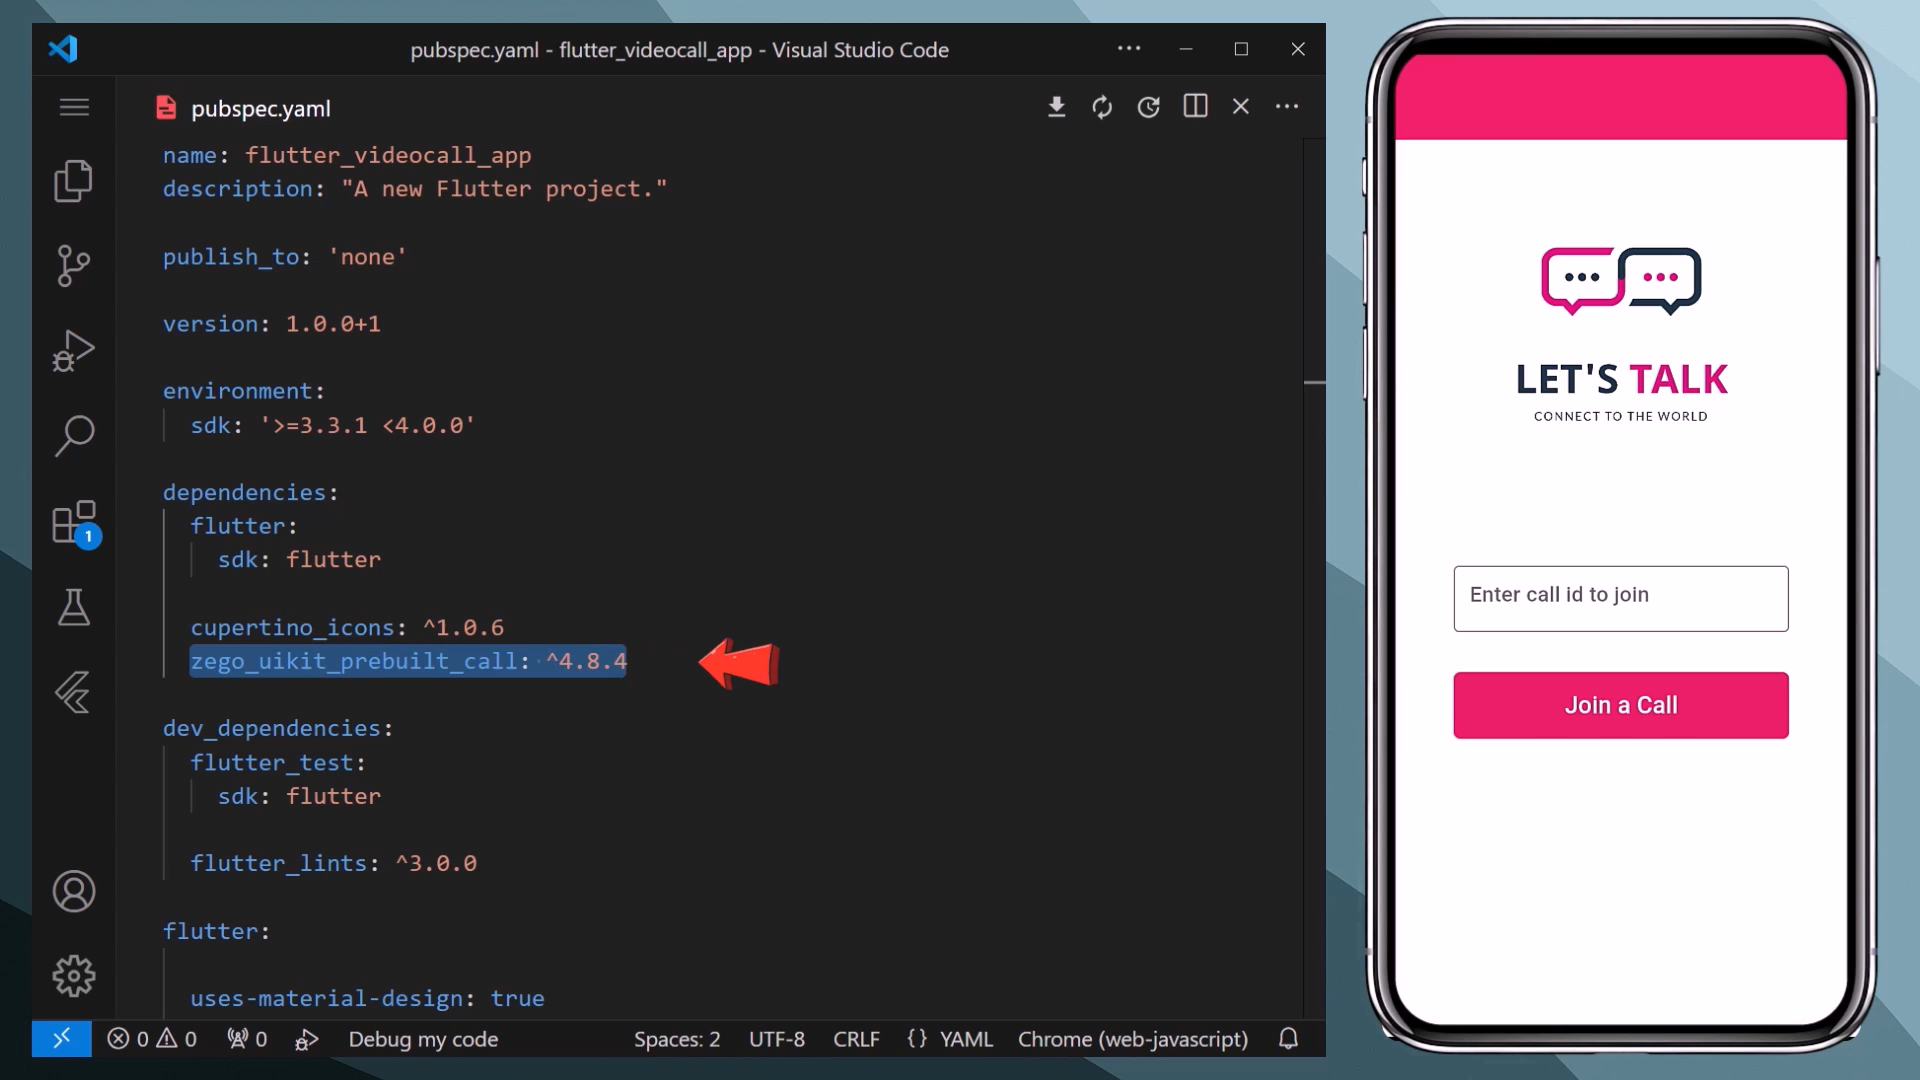 pubspec.yaml - flutter_videocall_app - Visual Studio Code
pubspec.yaml
name: flutter_videocall_app
description: "A new Flutter project."
publish_to: 'none'
version: 1.0.0+1
environment:
sdk: '>=3.3.1 <4.0.0'
dependencies:
flutter:
sdk: flutter
cupertino_icons: ^1.0.6
zego_uikit_prebuilt_call: ^4.8.4
dev_dependencies:
flutter_test:
sdk: flutter
flutter_lints: ^3.0.0
flutter:
uses-material-design: true
1
0 0 0 Debug my code Spaces: 2 UTF-8 CRLF {} YAML Chrome (web-javascript)
LET'S TALK
CONNECT TO THE WORLD
Enter call id to join
Join a Call